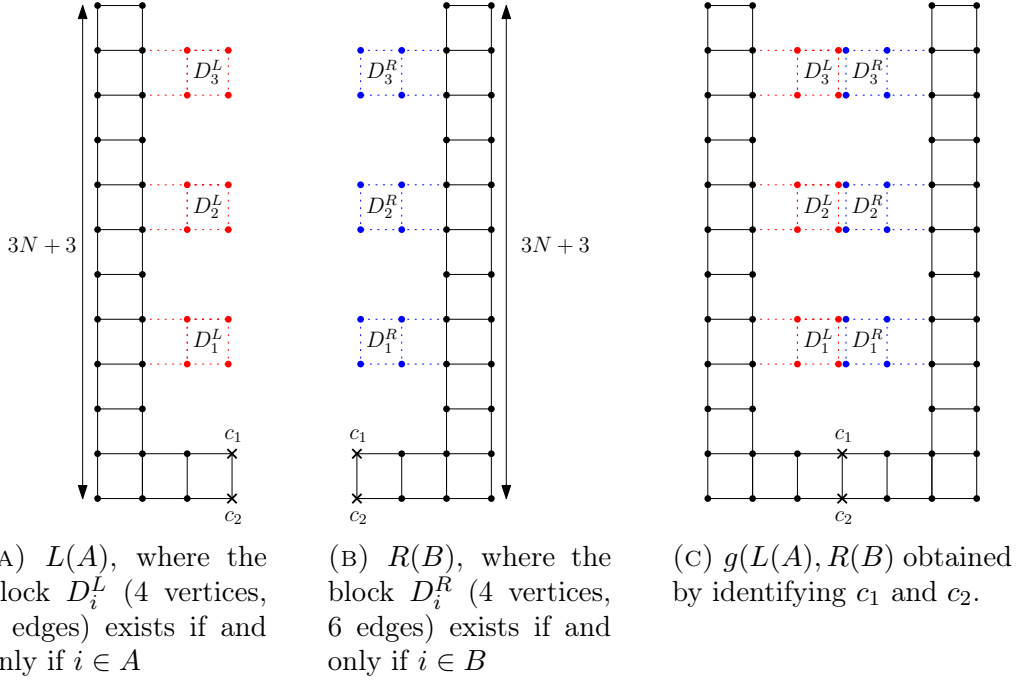 D_3^L
D_3^R
D_3^L D_3^R
D_2^L
D_2^R
D_2^L D_2^R
3N + 3
3N + 3
D_1^L
D_1^R
D_1^L D_1^R
c_1
c_1
c_1
c_2
c_2
c_2
A) L(A), where the
lock D_i^L (4 vertices,
edges) exists if and
nly if i ∈ A
(B) R(B), where the
block D_i^R (4 vertices,
6 edges) exists if and
only if i ∈ B
(C) g(L(A), R(B) obtained
by identifying c_1 and c_2.